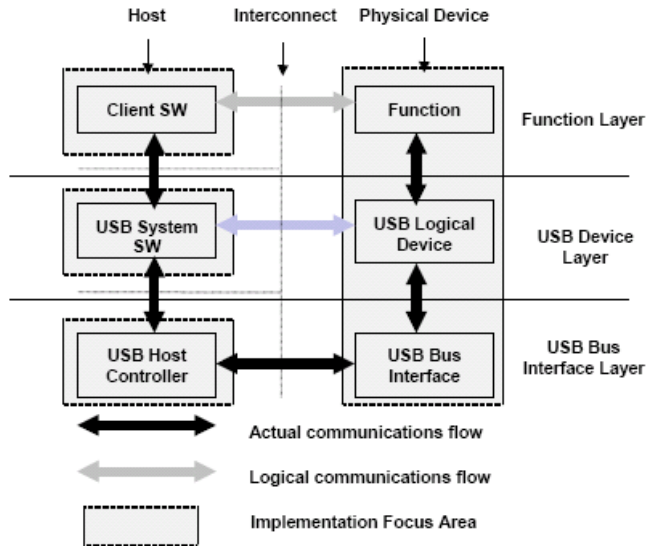 Host Interconnect Physical Device
Client SW Function
Function Layer
USB System
SW
USB Logical
Device
USB Device
Layer
USB Host
Controller
USB Bus
Interface
USB Bus
Interface Layer
Actual communications flow
Logical communications flow
Implementation Focus Area